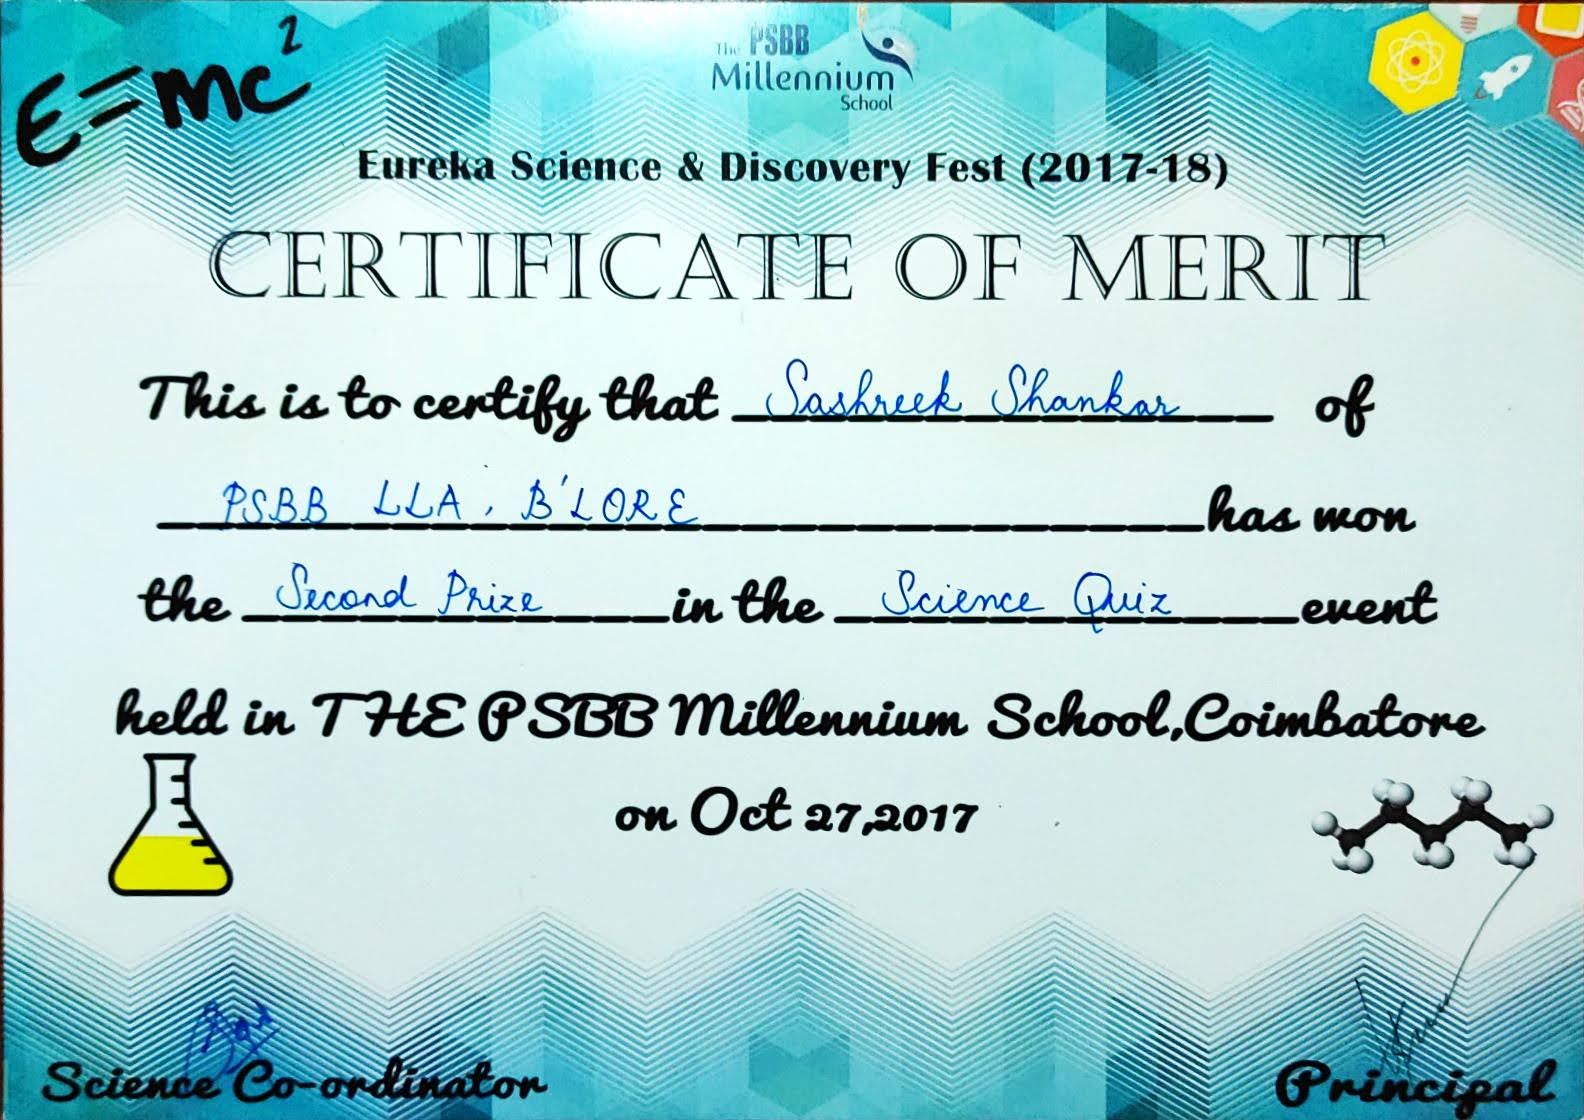 E=mc²
The PSBB
Millennium
School
Eureka Science & Discovery Fest (2017-18)
CERTIFICATE OF MERIT
This is to certify that Sashreek Shankar of
PSBB LLA, B'LORE has won
the Second Prize in the Science Quiz event
held in THE PSBB Millennium School,Coimbatore
on Oct 27,2017
Science Co-ordinator
Principal